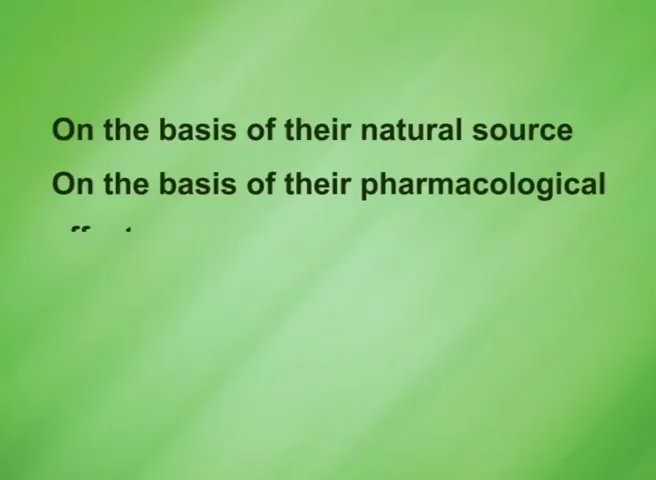 On the basis of their natural source
On the basis of their pharmacological